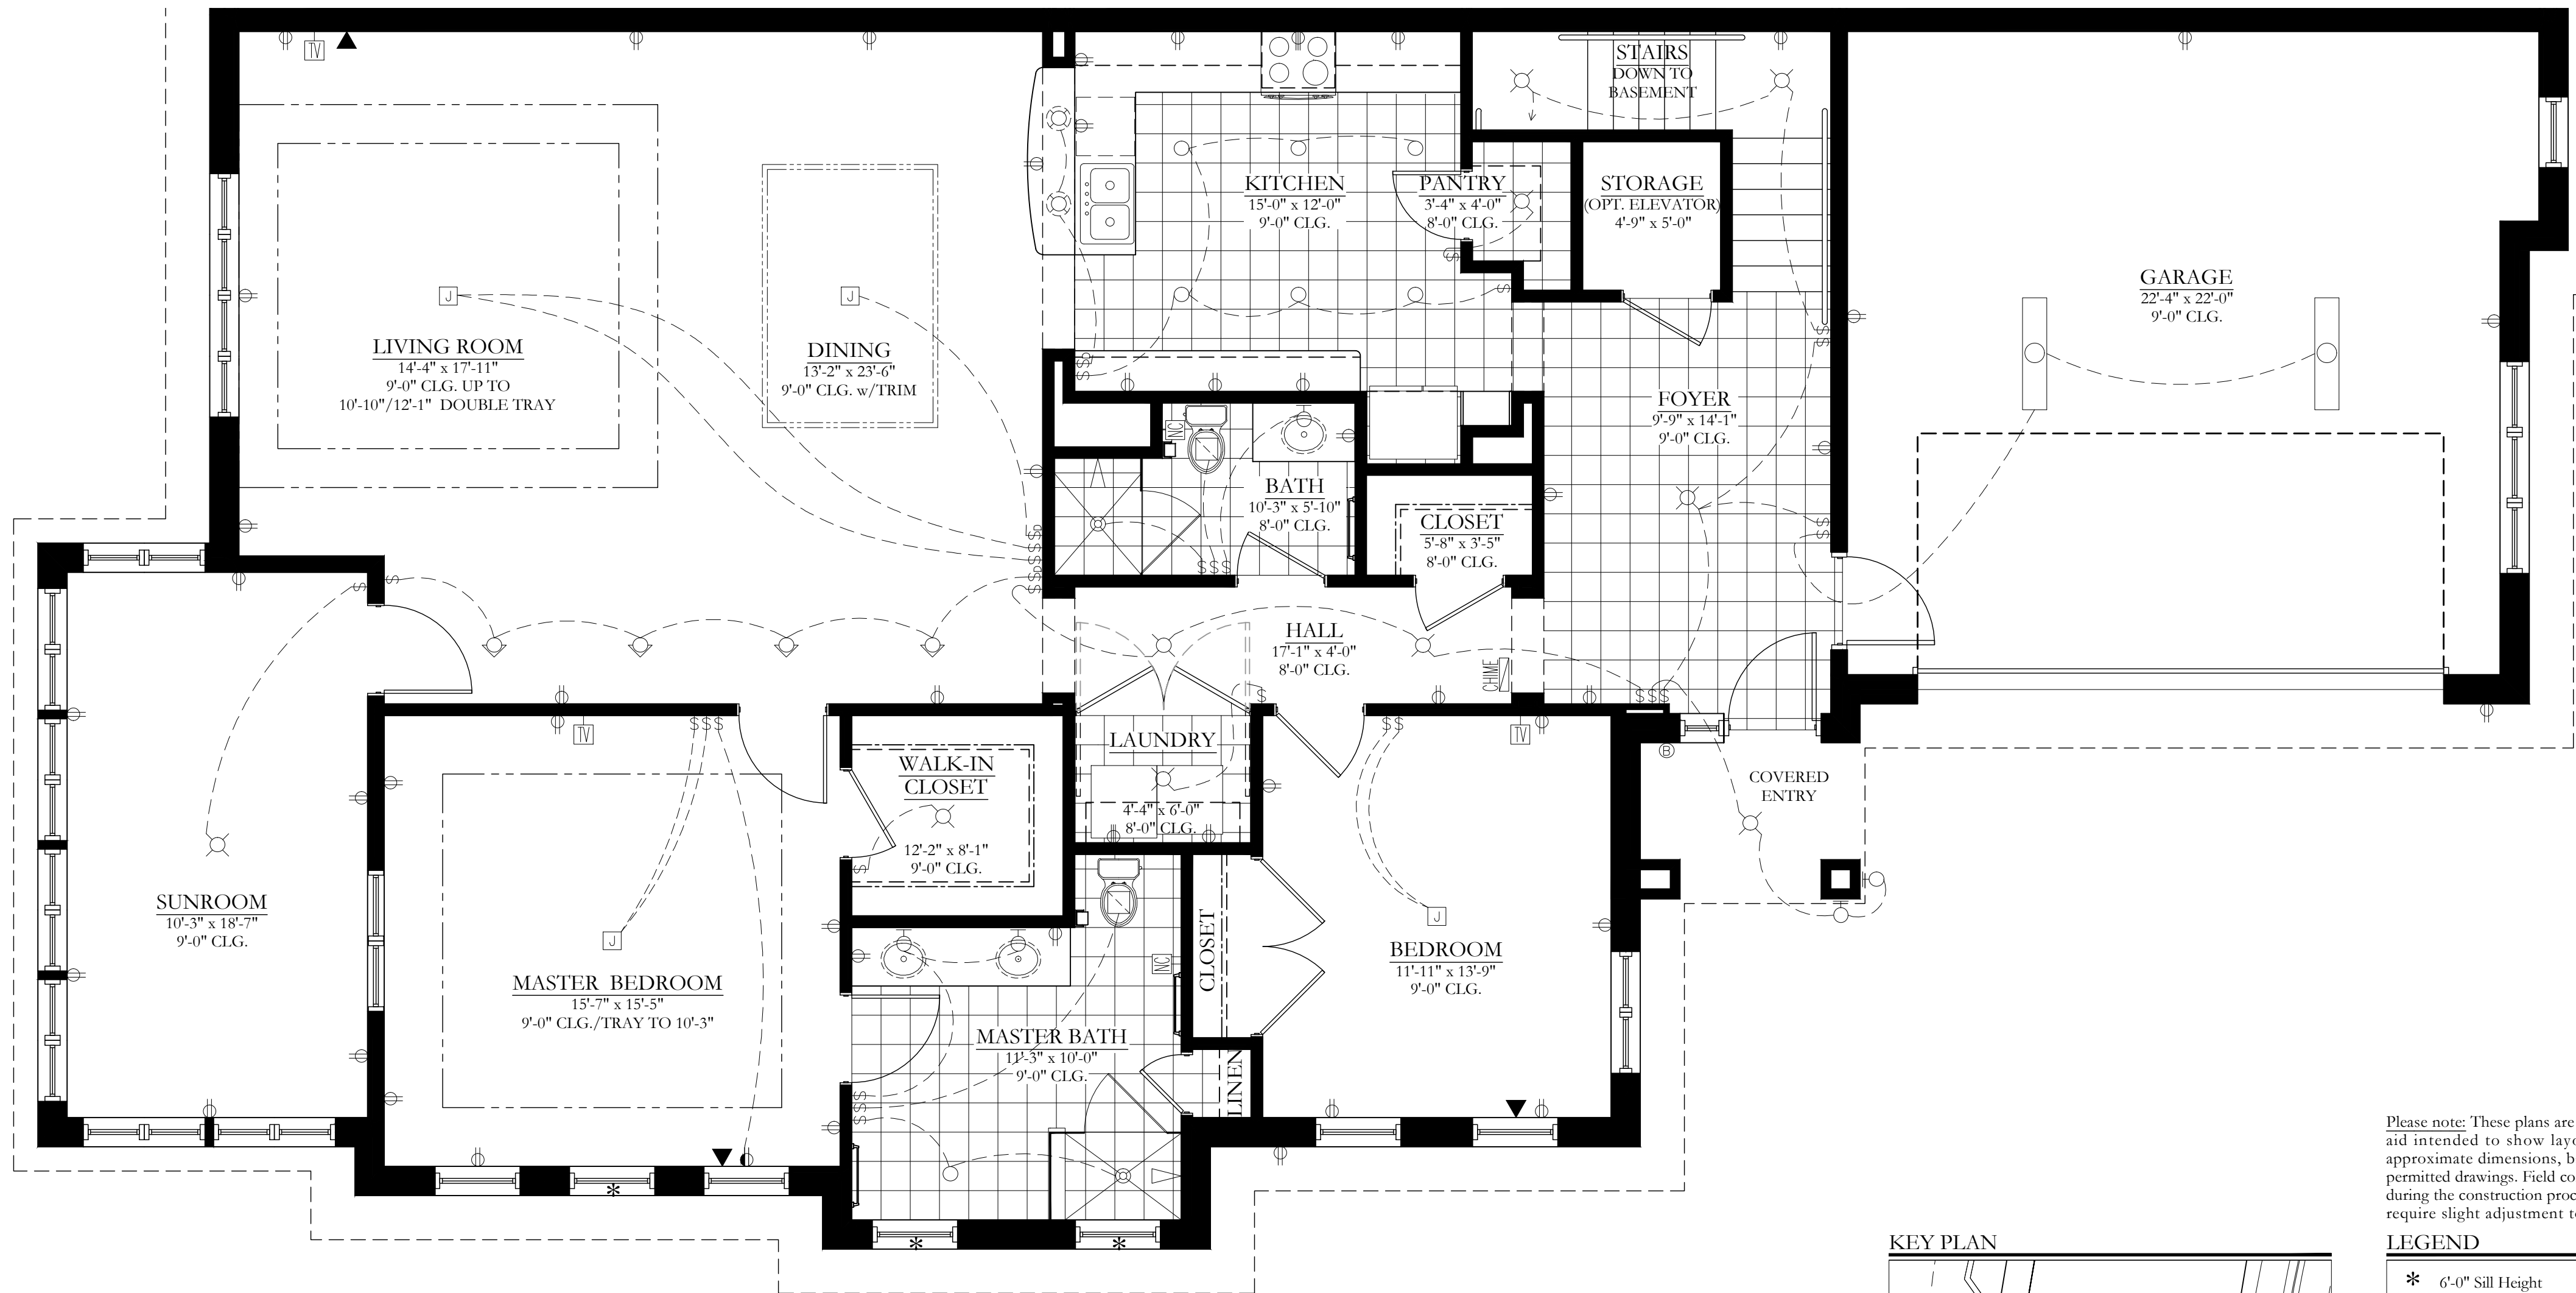 TV
STAIRS
DOWN TO
BASEMENT
KITCHEN
15'-0" x 12'-0"
9'-0" CLG.
PANTRY
3'-4" x 4'-0"
8'-0" CLG.
STORAGE
(OPT. ELEVATOR)
4'-9" x 5'-0"
GARAGE
22'-4" x 22'-0"
9'-0" CLG.
J
J
LIVING ROOM
14'-4" x 17'-11"
9'-0" CLG. UP TO
10'-10"/12'-1" DOUBLE TRAY
DINING
13'-2" x 23'-6"
9'-0" CLG. w/TRIM
FOYER
9'-9" x 14'-1"
9'-0" CLG.
NC
BATH
10'-3" x 5'-10"
8'-0" CLG.
CLOSET
5'-8" x 3'-5"
8'-0" CLG.
HALL
17'-1" x 4'-0"
8'-0" CLG.
CHIME
TV
TV
LAUNDRY
4'-4" x 6'-0"
8'-0" CLG.
WALK-IN
CLOSET
12'-2" x 8'-1"
9'-0" CLG.
B
COVERED
ENTRY
SUNROOM
10'-3" x 18'-7"
9'-0" CLG.
J
MASTER BEDROOM
15'-7" x 15'-5"
9'-0" CLG./TRAY TO 10'-3"
NC
CLOSET
J
BEDROOM
11'-11" x 13'-9"
9'-0" CLG.
MASTER BATH
11'-3" x 10'-0"
9'-0" CLG.
LINEN
*
*
*
Please note: These plans are
aid intended to show
approximate dimensions,
permitted drawings. Field
during the construction
require slight adjustment
KEY PLAN
LEGEND
* 6'-0" Sill Height